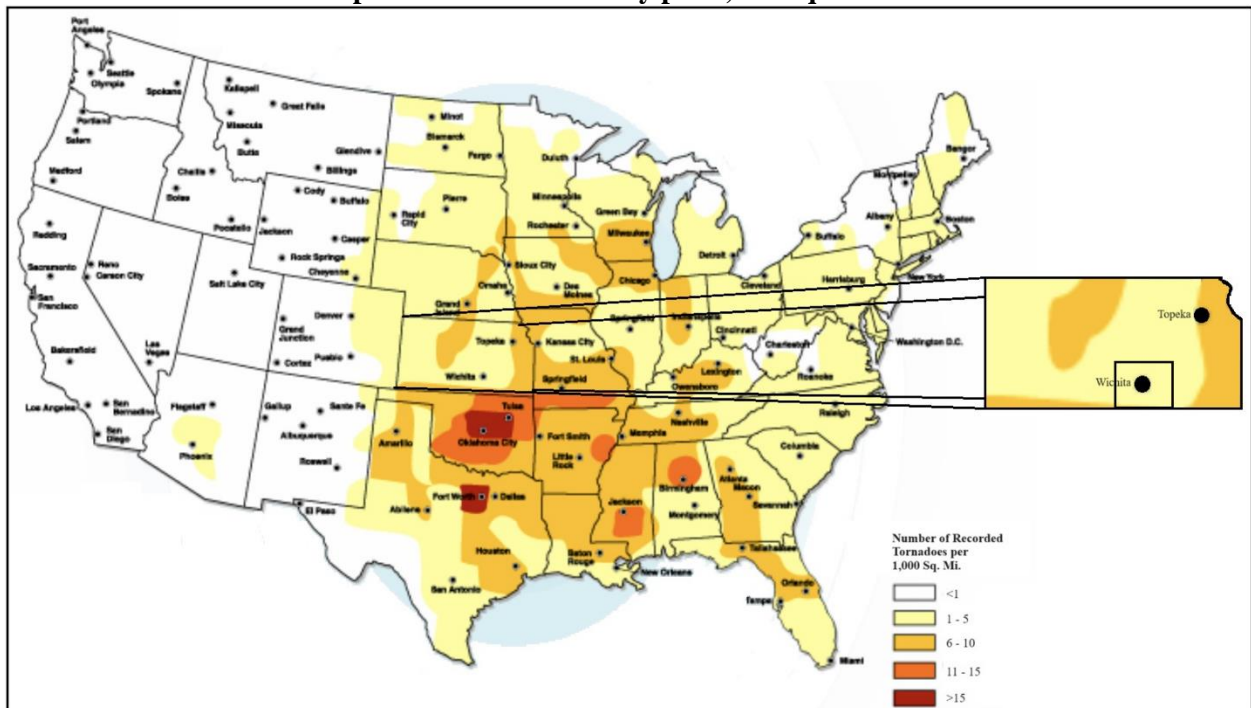 Port
Angeles
Seattle
Olympia
Spokane
Portland
Salem
Medford
Kalispell
Great Falls
Missoula
Butte
Glendive
Billings
Challis
Boise
Pocatello
Cody
Buffalo
Jackson
Casper
Rock Springs
Cheyenne
Minot
Bismarck
Fargo
Pierre
Rapid
City
Duluth
Minneapolis
Rochester
Green Bay
Milwaukee
Chicago
Detroit
Sioux City
Omaha
Des
Moines
Grand
Island
Redding
Sacramento
San
Francisco
Reno
Carson City
Bakersfield
Las
Vegas
Los Angeles
San
Bernadino
San
Diego
Salt Lake City
Denver
Grand
Junction
Pueblo
Cortez
Topeka
Wichita
Kansas City
St. Louis
Springfield
Springfield
Indianapolis
Cincinnati
Cleveland
Charleston
Roanoke
Lexington
Owensboro
Harrisburg
Buffalo
Albany
Montpelier
Bangor
Boston
New York
Washington D.C.
Flagstaff
Phoenix
Gallup
Santa Fe
Albuquerque
Roswell
El Paso
Amarillo
Abilene
Tulsa
Oklahoma City
Fort Worth
Dallas
Houston
San Antonio
Fort Smith
Little
Rock
Memphis
Nashville
Jackson
Birmingham
Montgomery
Atlanta
Macon
Savannah
Columbia
Raleigh
Baton
Rouge
New Orleans
Tallahassee
Orlando
Tampa
Miami
Topeka
Wichita
Number of Recorded
Tornadoes per
1,000 Sq. Mi.
<1
1 - 5
6 - 10
11 - 15
>15